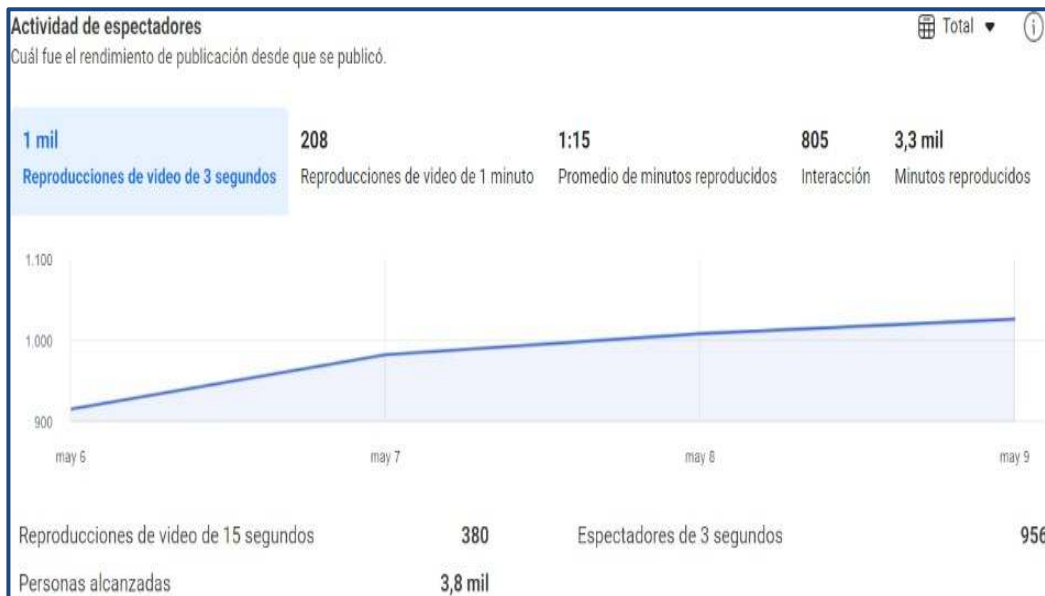 Actividad de espectadores
Total
Cuál fue el rendimiento de publicación desde que se publicó.
1 mil
208
1:15
805
3,3 mil
Reproducciones de video de 3 segundos
Reproducciones de video de 1 minuto
Promedio de minutos reproducidos
Interacción
Minutos reproducidos
1.100
1.000
900
may 6
may 7
may 8
may 9
Reproducciones de video de 15 segundos 380
Espectadores de 3 segundos 956
Personas alcanzadas 3,8 mil